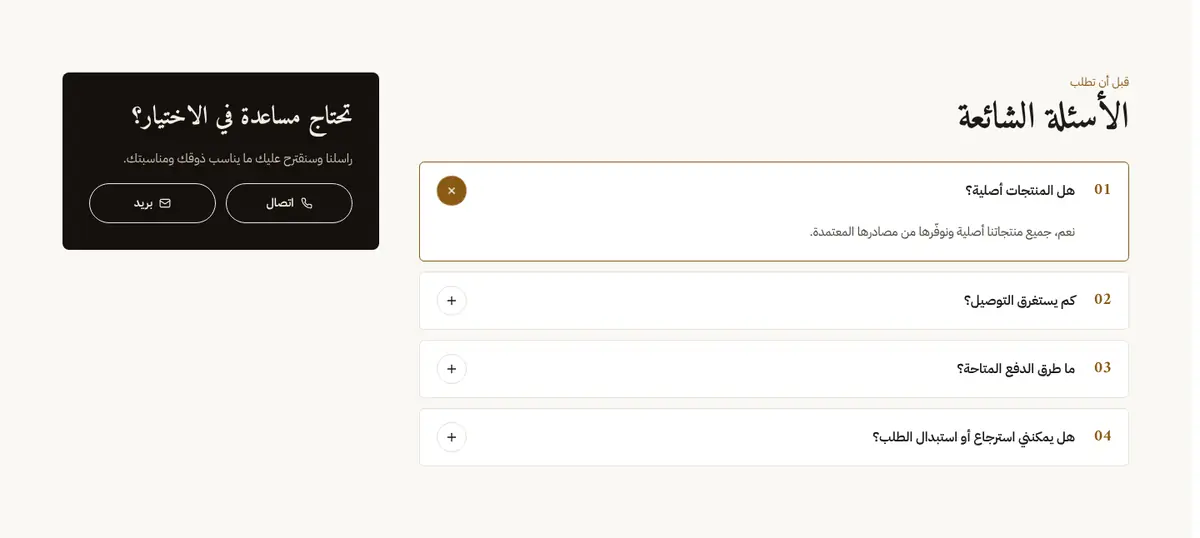 قبل أن تطلب
الأسئلة الشائعة
01 هل المنتجات أصلية؟
نعم، جميع منتجاتنا أصلية ونوفّرها من مصادرها المعتمدة.
02 كم يستغرق التوصيل؟
03 ما طرق الدفع المتاحة؟
04 هل يمكنني استرجاع أو استبدال الطلب؟
تحتاج مساعدة في الاختيار؟
راسلنا وسنقترح عليك ما يناسب ذوقك ومناسبتك.
اتصال
بريد